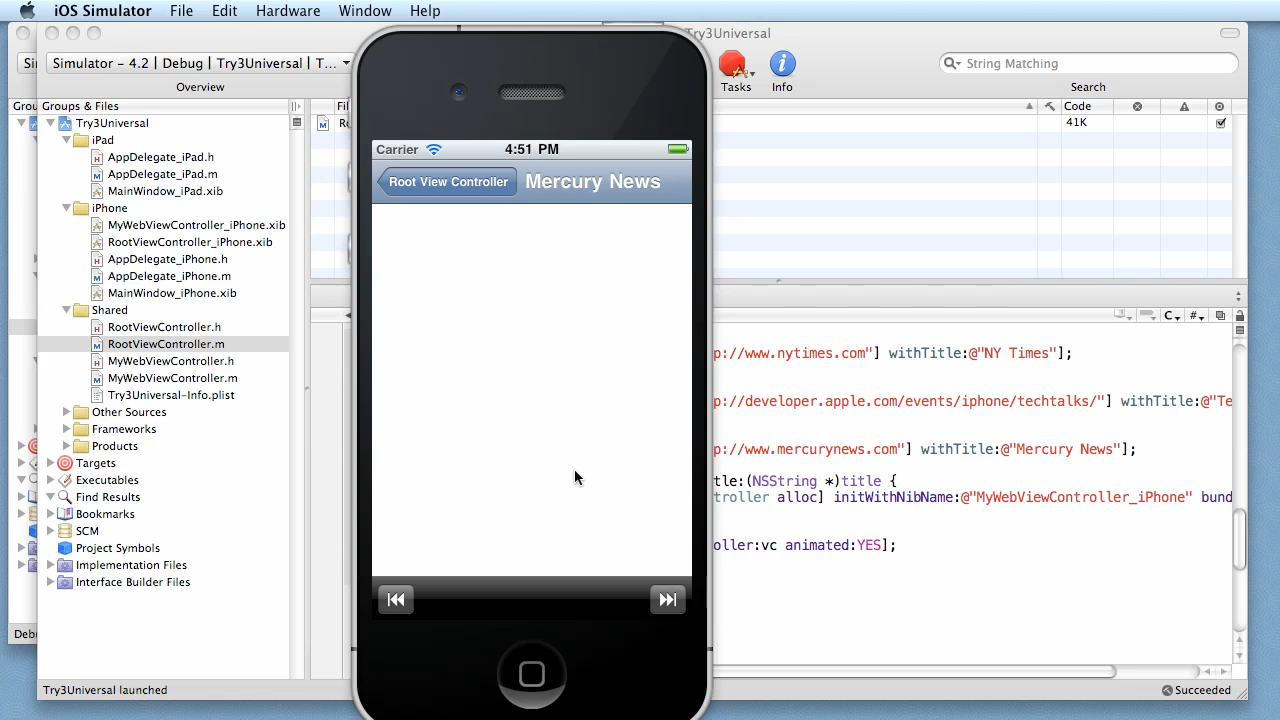 iOS Simulator File Edit Hardware Window Help
Try3Universal
Simulator – 4.2 | Debug | Try3Universal | T...
Overview
Tasks
Info
String Matching
Search
Groups & Files
Code
Try3Universal
41K
iPad
AppDelegate_iPad.h
AppDelegate_iPad.m
MainWindow_iPad.xib
iPhone
MyWebViewController_iPhone.xib
RootViewController_iPhone.xib
AppDelegate_iPhone.h
AppDelegate_iPhone.m
MainWindow_iPhone.xib
Shared
RootViewController.h
RootViewController.m
MyWebViewController.h
MyWebViewController.m
Try3Universal-Info.plist
Other Sources
Frameworks
Products
Targets
Executables
Find Results
Bookmarks
SCM
Project Symbols
Implementation Files
Interface Builder Files
Try3Universal launched
Carrier 4:51 PM
Root View Controller Mercury News
C #
p://www.nytimes.com"] withTitle:@"NY Times"];
p://developer.apple.com/events/iphone/techtalks/"] withTitle:@"Te
p://www.mercurynews.com"] withTitle:@"Mercury News"];
tle:(NSString *)title {
troller alloc] initWithNibName:@"MyWebViewController_iPhone" bund
oller:vc animated:YES];
Succeeded